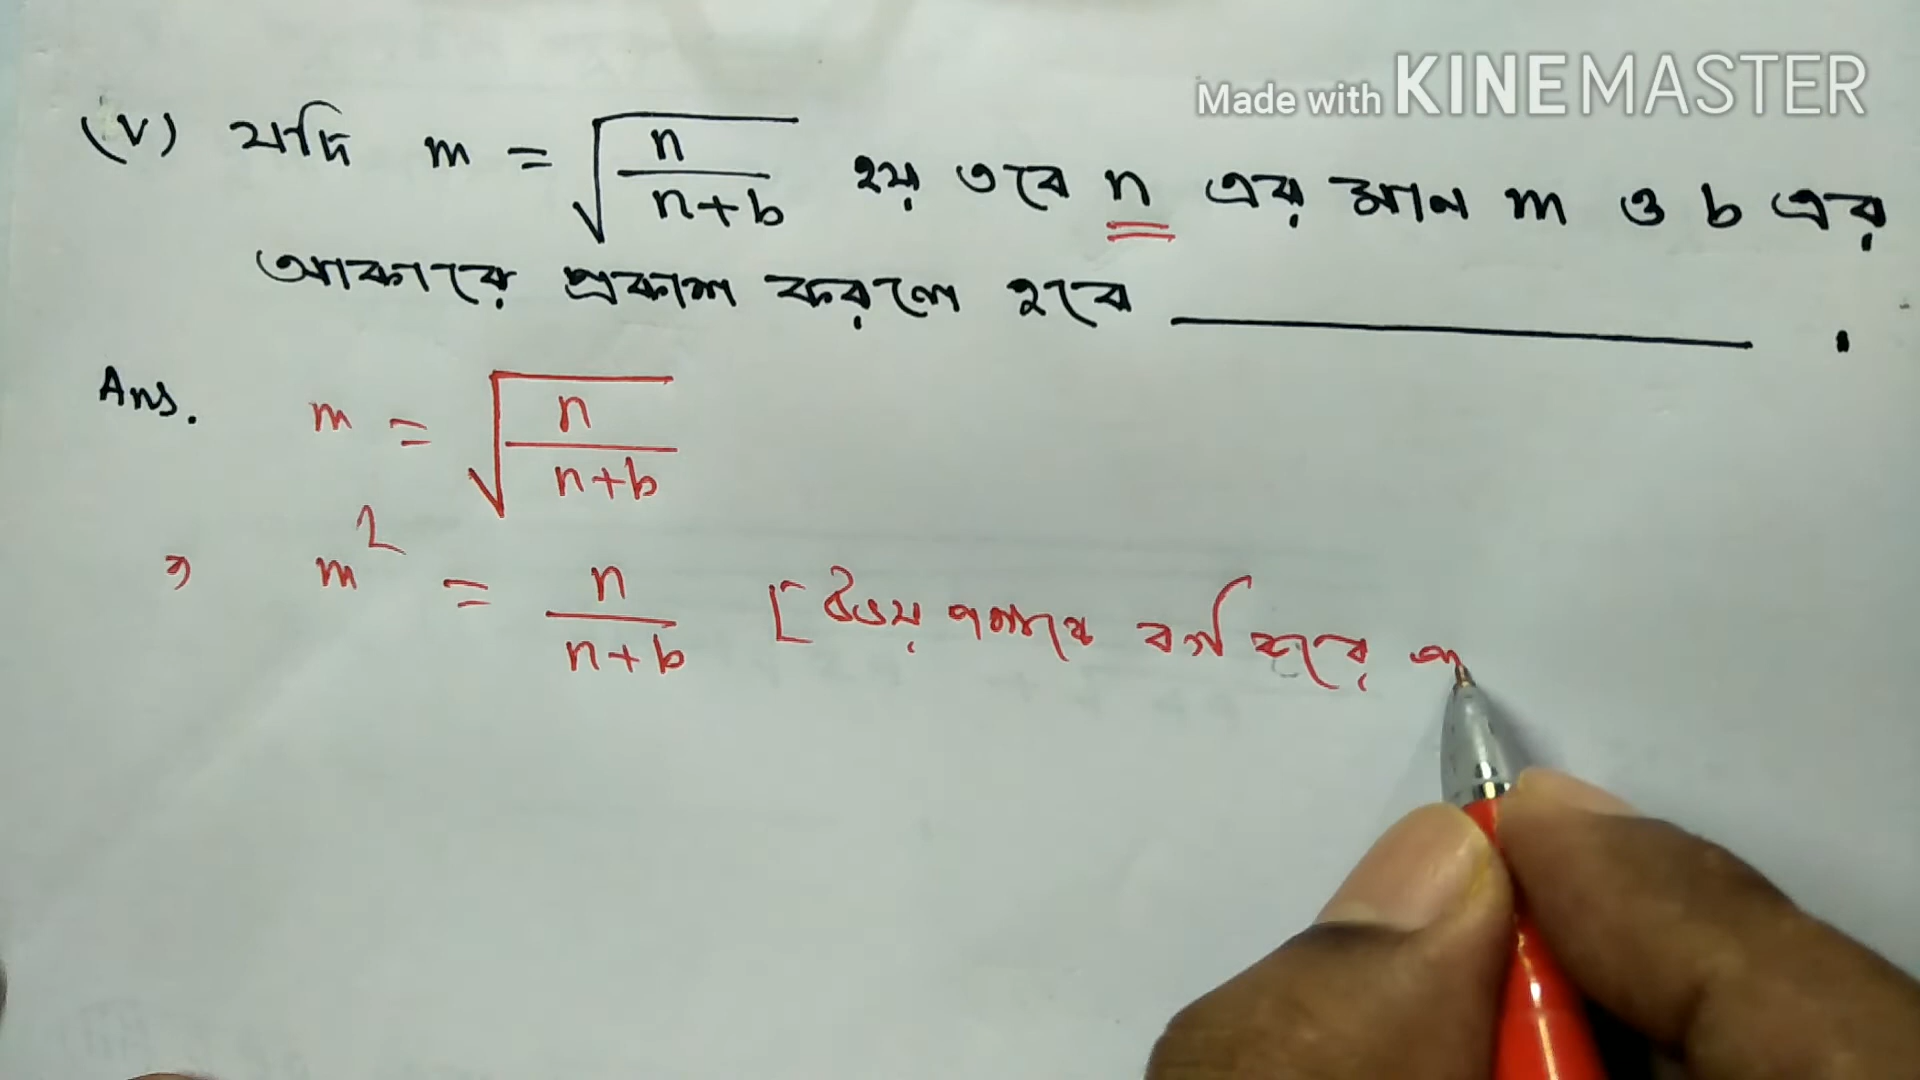 Made with KINEMASTER
(V) যদি m = √(n/(n+b)) হয় তবে n এর মান m ও b এর
আকারে প্রকাশ করলে হবে __________ .
Ans. m = √(n/(n+b))
⇒ m² = n/(n+b) [উভয় পক্ষকে বর্গ করে